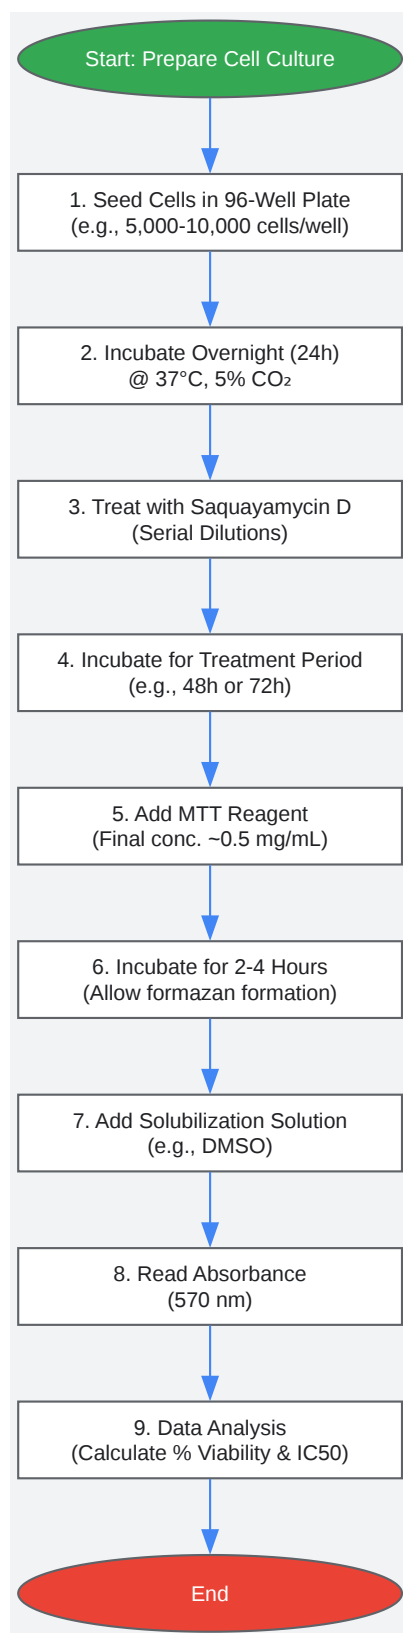 Start: Prepare Cell Culture
1. Seed Cells in 96-Well Plate
(e.g., 5,000-10,000 cells/well)
2. Incubate Overnight (24h)
@ 37°C, 5% CO₂
3. Treat with Saquayamycin D
(Serial Dilutions)
4. Incubate for Treatment Period
(e.g., 48h or 72h)
5. Add MTT Reagent
(Final conc. ~0.5 mg/mL)
6. Incubate for 2-4 Hours
(Allow formazan formation)
7. Add Solubilization Solution
(e.g., DMSO)
8. Read Absorbance
(570 nm)
9. Data Analysis
(Calculate % Viability & IC50)
End